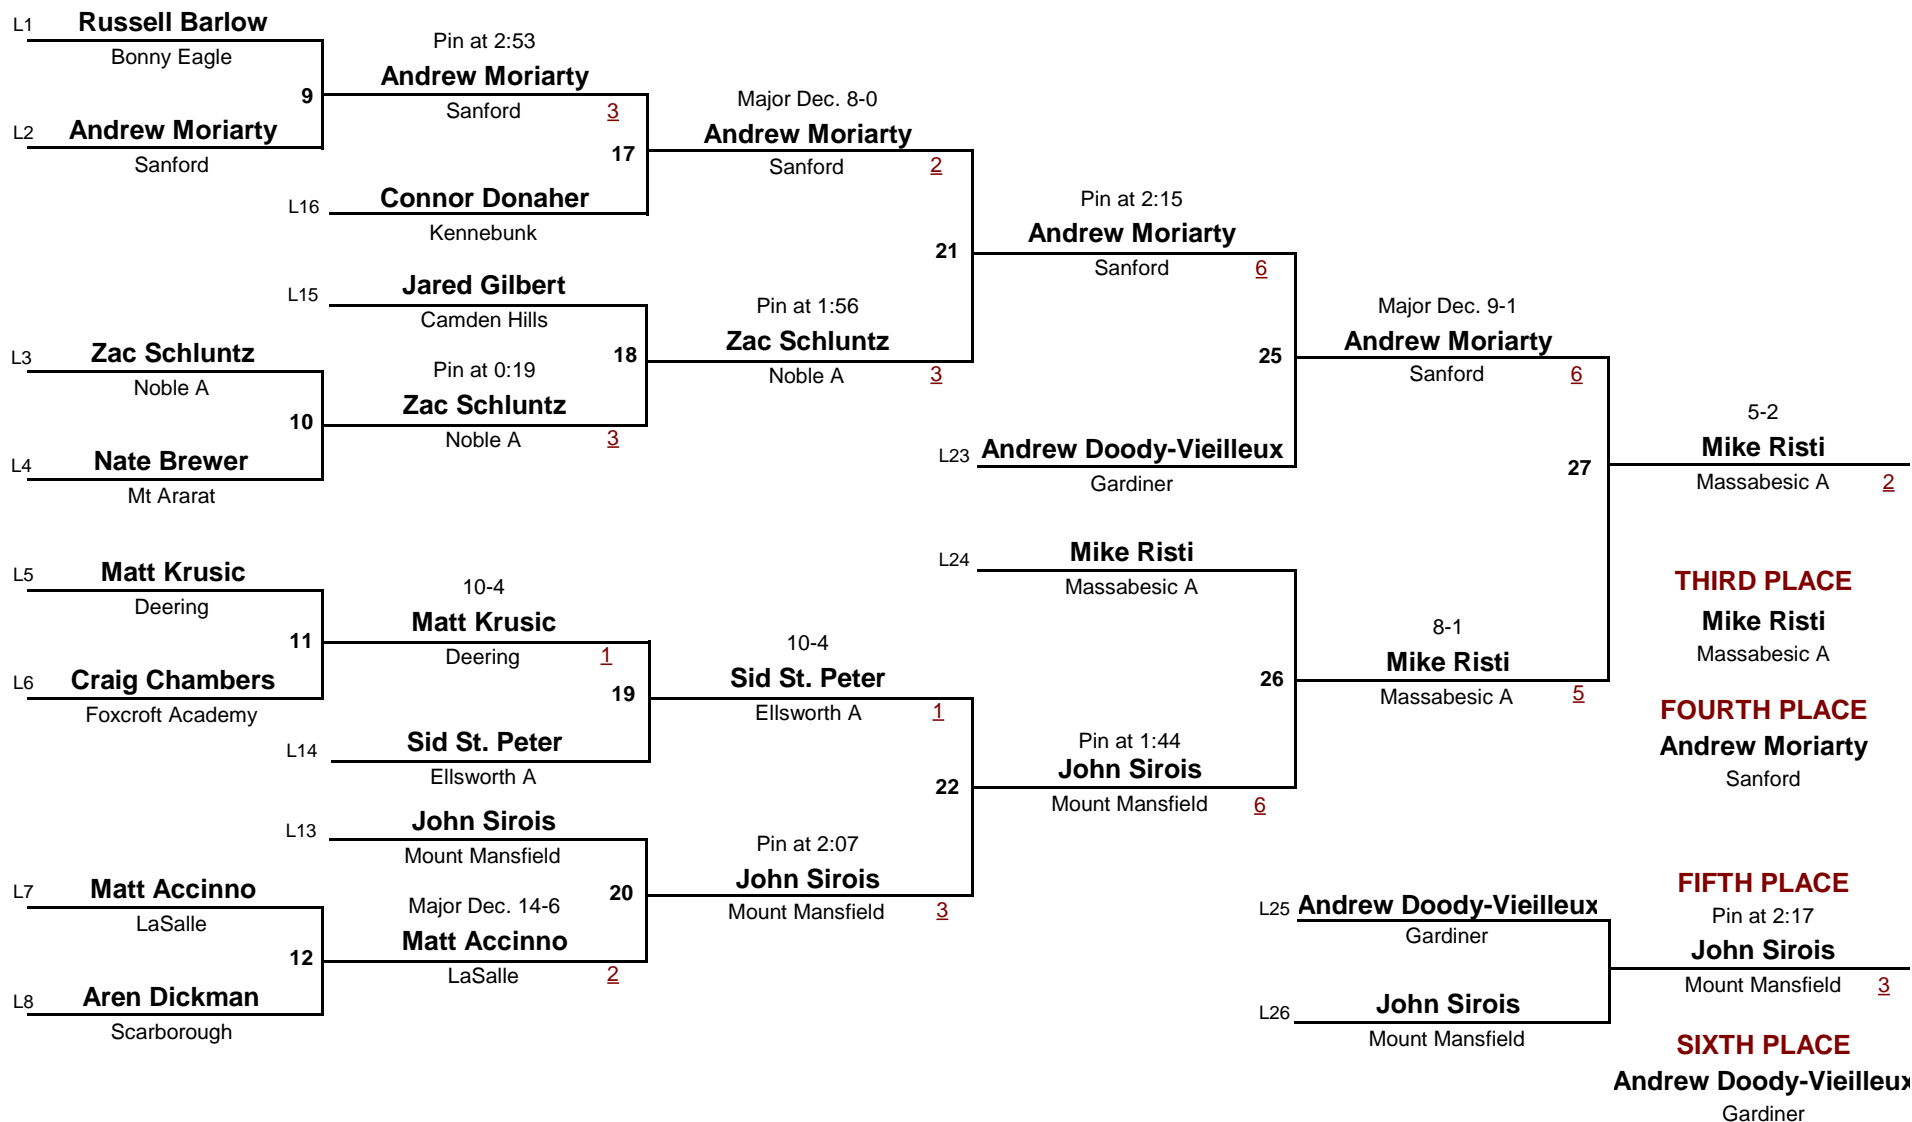 L1 Russell Barlow
Bonny Eagle
9
L2 Andrew Moriarty
Sanford
Pin at 2:53
Andrew Moriarty
Sanford 3
17
L16 Connor Donaher
Kennebunk
Major Dec. 8-0
Andrew Moriarty
Sanford 2
21
L15 Jared Gilbert
Camden Hills
18
L3 Zac Schluntz
Noble A
10
L4 Nate Brewer
Mt Ararat
Pin at 0:19
Zac Schluntz
Noble A 3
Pin at 1:56
Zac Schluntz
Noble A 3
Pin at 2:15
Andrew Moriarty
Sanford 6
25
L23 Andrew Doody-Vieilleux
Gardiner
Major Dec. 9-1
Andrew Moriarty
Sanford 6
27
5-2
Mike Risti
Massabesic A 2
L5 Matt Krusic
Deering
11
L6 Craig Chambers
Foxcroft Academy
10-4
Matt Krusic
Deering 1
19
L14 Sid St. Peter
Ellsworth A
10-4
Sid St. Peter
Ellsworth A 1
22
L13 John Sirois
Mount Mansfield
20
L7 Matt Accinno
LaSalle
12
L8 Aren Dickman
Scarborough
Major Dec. 14-6
Matt Accinno
LaSalle 2
Pin at 2:07
John Sirois
Mount Mansfield 3
L24 Mike Risti
Massabesic A
26
Pin at 1:44
John Sirois
Mount Mansfield 6
8-1
Mike Risti
Massabesic A 5
THIRD PLACE
Mike Risti
Massabesic A
FOURTH PLACE
Andrew Moriarty
Sanford
L25 Andrew Doody-Vieilleux
Gardiner
L26 John Sirois
Mount Mansfield
FIFTH PLACE
Pin at 2:17
John Sirois
Mount Mansfield 3
SIXTH PLACE
Andrew Doody-Vieilleux
Gardiner